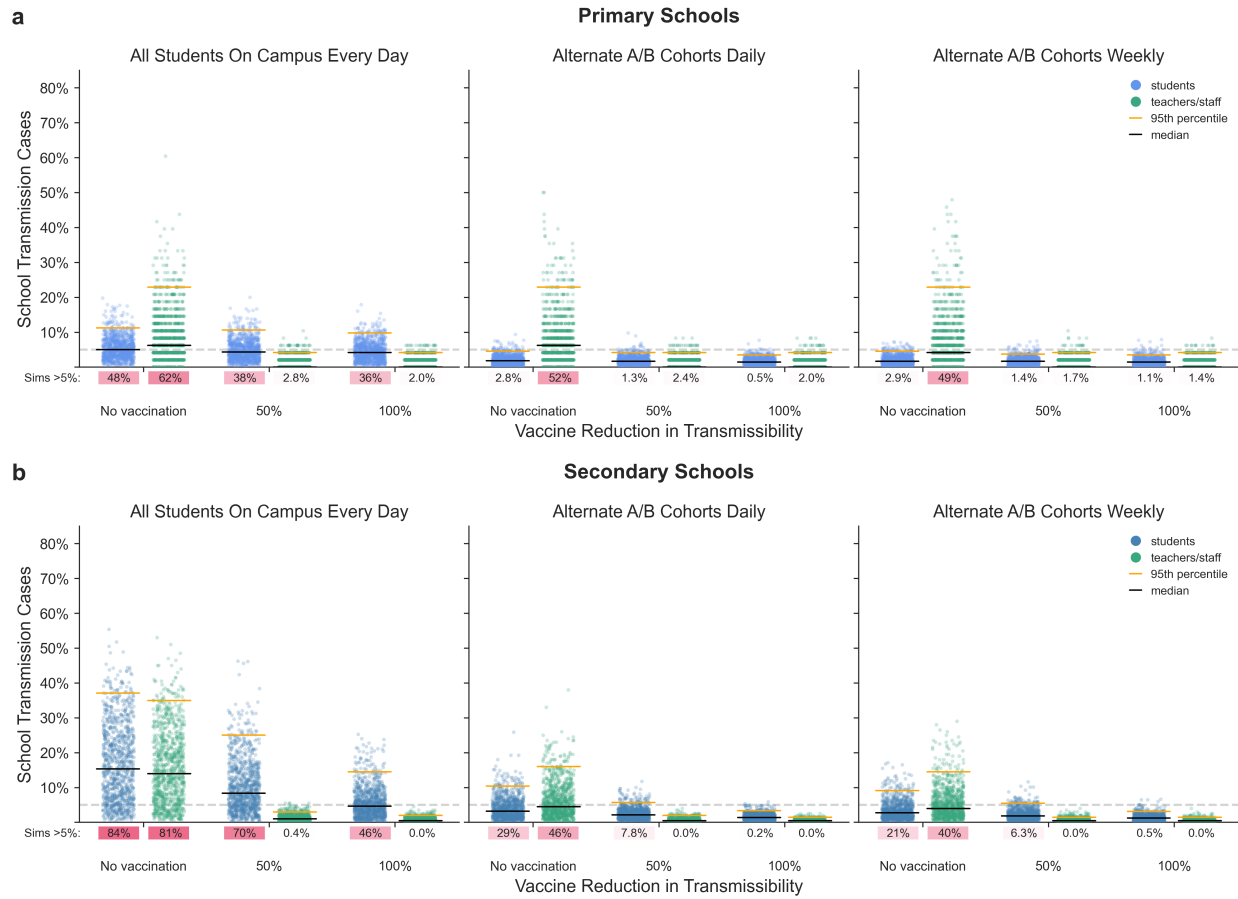 a
Primary Schools
All Students On Campus Every Day
Alternate A/B Cohorts Daily
Alternate A/B Cohorts Weekly
School Transmission Cases
80%
70%
60%
50%
40%
30%
20%
10%
students
teachers/staff
95th percentile
median
Sims >5%: 48% 62% 38% 2.8% 36% 2.0% 2.8% 52% 1.3% 2.4% 0.5% 2.0% 2.9% 49% 1.4% 1.7% 1.1% 1.4%
No vaccination 50% 100% No vaccination 50% 100% No vaccination 50% 100%
Vaccine Reduction in Transmissibility
b
Secondary Schools
All Students On Campus Every Day
Alternate A/B Cohorts Daily
Alternate A/B Cohorts Weekly
School Transmission Cases
80%
70%
60%
50%
40%
30%
20%
10%
students
teachers/staff
95th percentile
median
Sims >5%: 84% 81% 70% 0.4% 46% 0.0% 29% 46% 7.8% 0.0% 0.2% 0.0% 21% 40% 6.3% 0.0% 0.5% 0.0%
No vaccination 50% 100% No vaccination 50% 100% No vaccination 50% 100%
Vaccine Reduction in Transmissibility